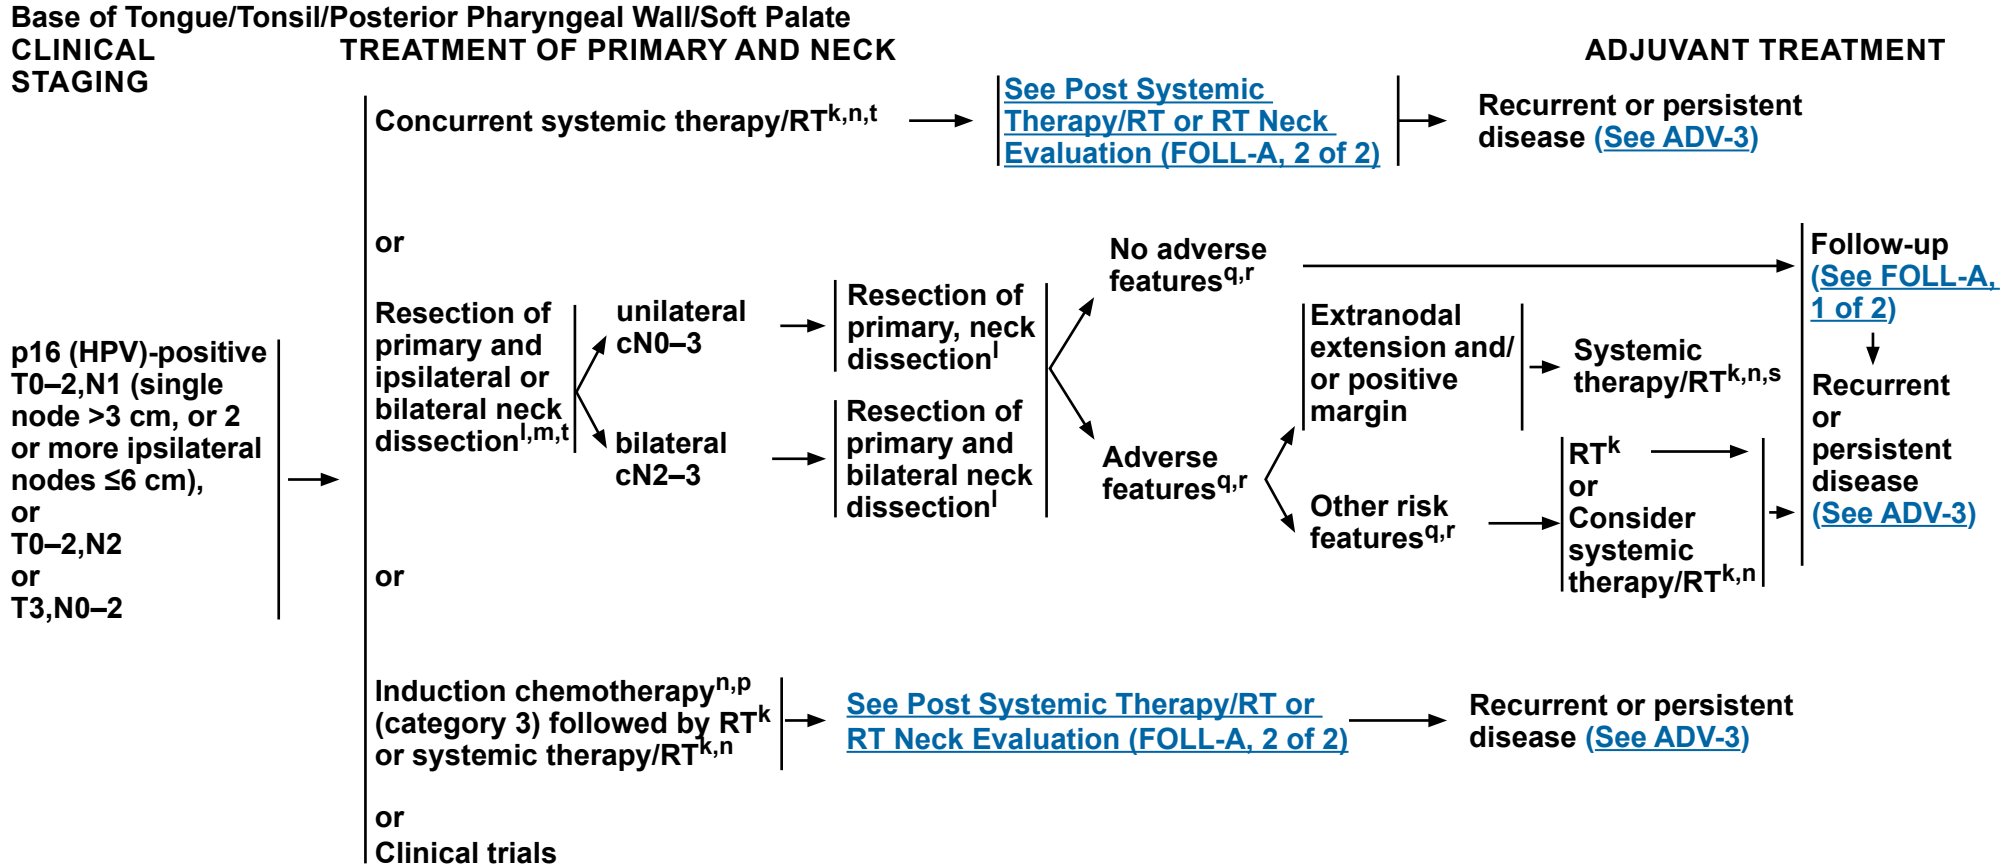 Base of Tongue/Tonsil/Posterior Pharyngeal Wall/Soft Palate
CLINICAL
STAGING
TREATMENT OF PRIMARY AND NECK
ADJUVANT TREATMENT
p16 (HPV)-positive
T0–2,N1 (single
node >3 cm, or 2
or more ipsilateral
nodes ≤6 cm),
or
T0–2,N2
or
T3,N0–2
Concurrent systemic therapy/RTk,n,t
See Post Systemic
Therapy/RT or RT Neck
Evaluation (FOLL-A, 2 of 2)
Recurrent or persistent
disease (See ADV-3)
or
Resection of
primary and
ipsilateral or
bilateral neck
dissectionl,m,t
unilateral
cN0–3
Resection of
primary, neck
dissectionl
bilateral
cN2–3
Resection of
primary and
bilateral neck
dissectionl
No adverse
featuresq,r
Adverse
featuresq,r
Extranodal
extension and/
or positive
margin
Systemic
therapy/RTk,n,s
Other risk
featuresq,r
RTk
or
Consider
systemic
therapy/RTk,n
Follow-up
(See FOLL-A,
1 of 2)
Recurrent
or
persistent
disease
(See ADV-3)
or
Induction chemotherapyn,p
(category 3) followed by RTk
or systemic therapy/RTk,n
See Post Systemic Therapy/RT or
RT Neck Evaluation (FOLL-A, 2 of 2)
Recurrent or persistent
disease (See ADV-3)
or
Clinical trials